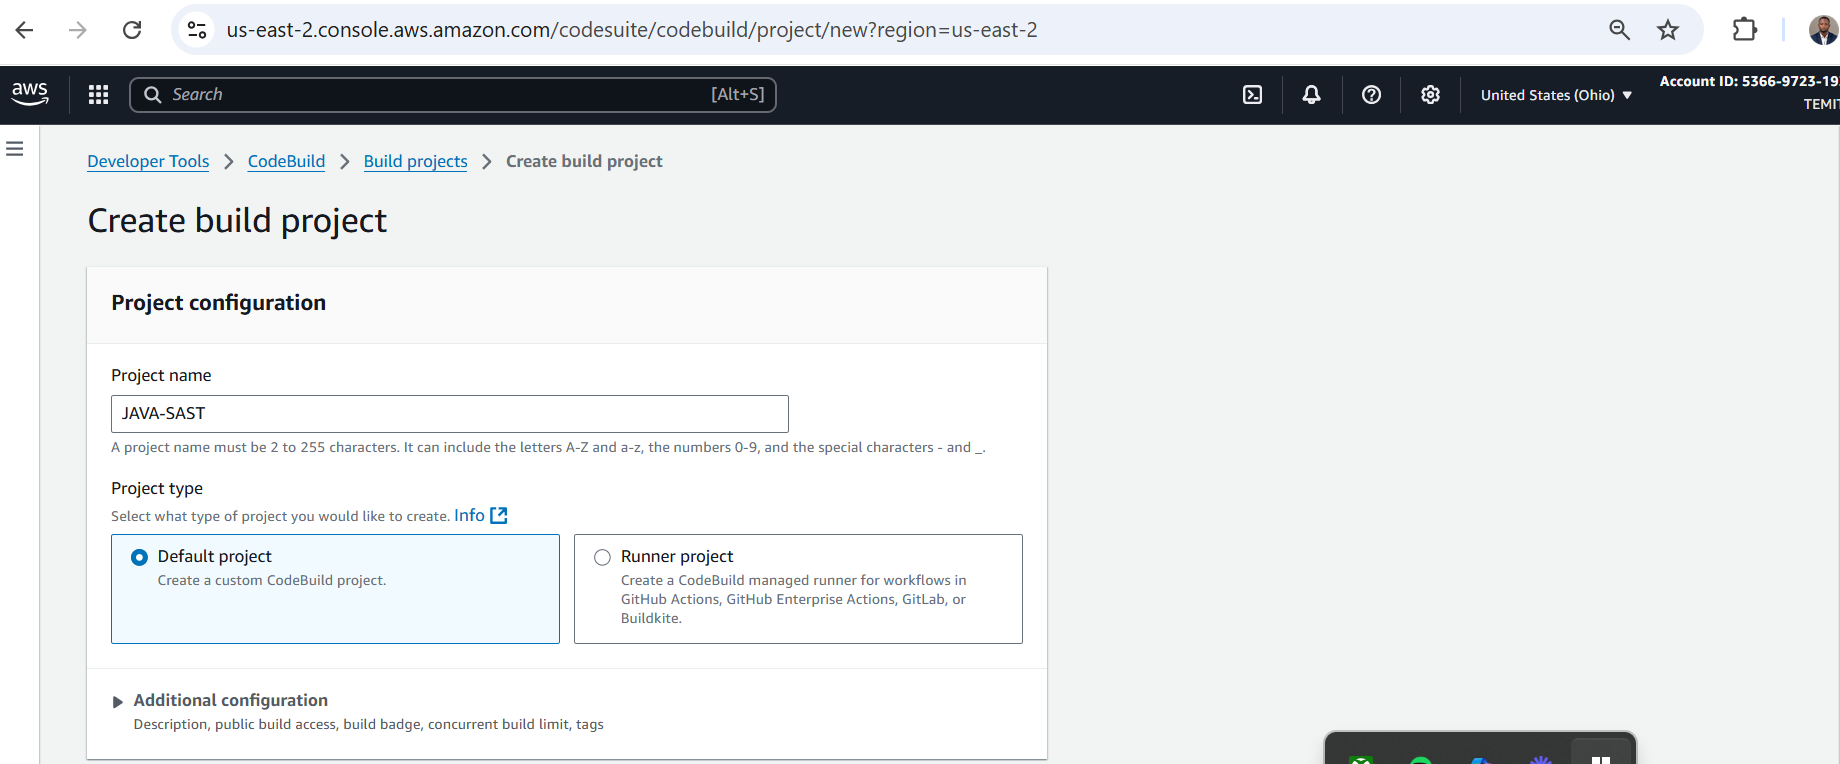 us-east-2.console.aws.amazon.com/codesuite/codebuild/project/new?region=us-east-2
aws
Search
[Alt+S]
United States (Ohio)
Account ID: 5366-9723-19
TEMIT
Developer Tools
CodeBuild
Build projects
Create build project
Create build project
Project configuration
Project name
JAVA-SAST
A project name must be 2 to 255 characters. It can include the letters A-Z and a-z, the numbers 0-9, and the special characters - and _.
Project type
Select what type of project you would like to create. Info
Default project
Create a custom CodeBuild project.
Runner project
Create a CodeBuild managed runner for workflows in
GitHub Actions, GitHub Enterprise Actions, GitLab, or
Buildkite.
Additional configuration
Description, public build access, build badge, concurrent build limit, tags